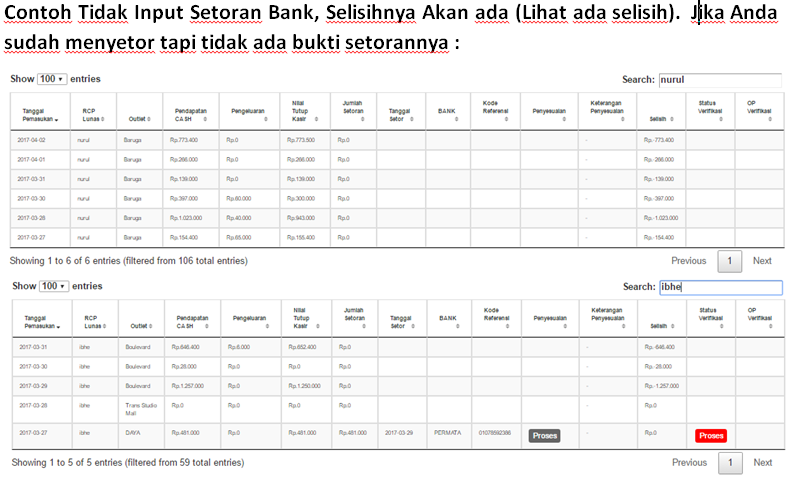 Contoh Tidak Input Setoran Bank, Selisihnya Akan ada (Lihat ada selisih). Jika Anda
sudah menyetor tapi tidak ada bukti setorannya :
Show 100 entries Search: nurul
Tanggal Pemasukan RCP Lunas Outlet Pendapatan CASH Pengeluaran Nilai Tutup Kasir Jumlah Setoran Tanggal Setor BANK Kode Referensi Penyesuaian Keterangan Penyesuaian Selisih Status Verifikasi OP Verifikasi
2017-04-02 nurul Baruga Rp.773.400 Rp.0 Rp.773.500 Rp.0 - Rp.-773.400
2017-04-01 nurul Baruga Rp.266.000 Rp.0 Rp.266.000 Rp.0 - Rp.-266.000
2017-03-31 nurul Baruga Rp.139.000 Rp.0 Rp.139.000 Rp.0 - Rp.-139.000
2017-03-30 nurul Baruga Rp.397.000 Rp.80.000 Rp.300.000 Rp.0 - Rp.-397.000
2017-03-28 nurul Baruga Rp.1.023.000 Rp.40.000 Rp.943.000 Rp.0 - Rp.-1.023.000
2017-03-27 nurul Baruga Rp.154.400 Rp.65.000 Rp.155.400 Rp.0 - Rp.-154.400
Showing 1 to 6 of 6 entries (filtered from 106 total entries) Previous 1 Next
Show 100 entries Search: ibhe
Tanggal Pemasukan RCP Lunas Outlet Pendapatan CASH Pengeluaran Nilai Tutup Kasir Jumlah Setoran Tanggal Setor BANK Kode Referensi Penyesuaian Keterangan Penyesuaian Selisih Status Verifikasi OP Verifikasi
2017-03-31 ibhe Boulevard Rp.646.400 Rp.6.000 Rp.652.400 Rp.0 - Rp.-646.400
2017-03-30 ibhe Boulevard Rp.28.000 Rp.0 Rp.0 Rp.0 - Rp.-28.000
2017-03-29 ibhe Boulevard Rp.1.257.000 Rp.0 Rp.1.250.000 Rp.0 - Rp.-1.257.000
2017-03-28 ibhe Trans Studio Mall Rp.0 Rp.0 Rp.0 Rp.0 - Rp.0
2017-03-27 ibhe DAYA Rp.481.000 Rp.0 Rp.481.000 Rp.481.000 2017-03-29 PERMATA 01078592386 Proses - Rp.0 Proses
Showing 1 to 5 of 5 entries (filtered from 59 total entries) Previous 1 Next